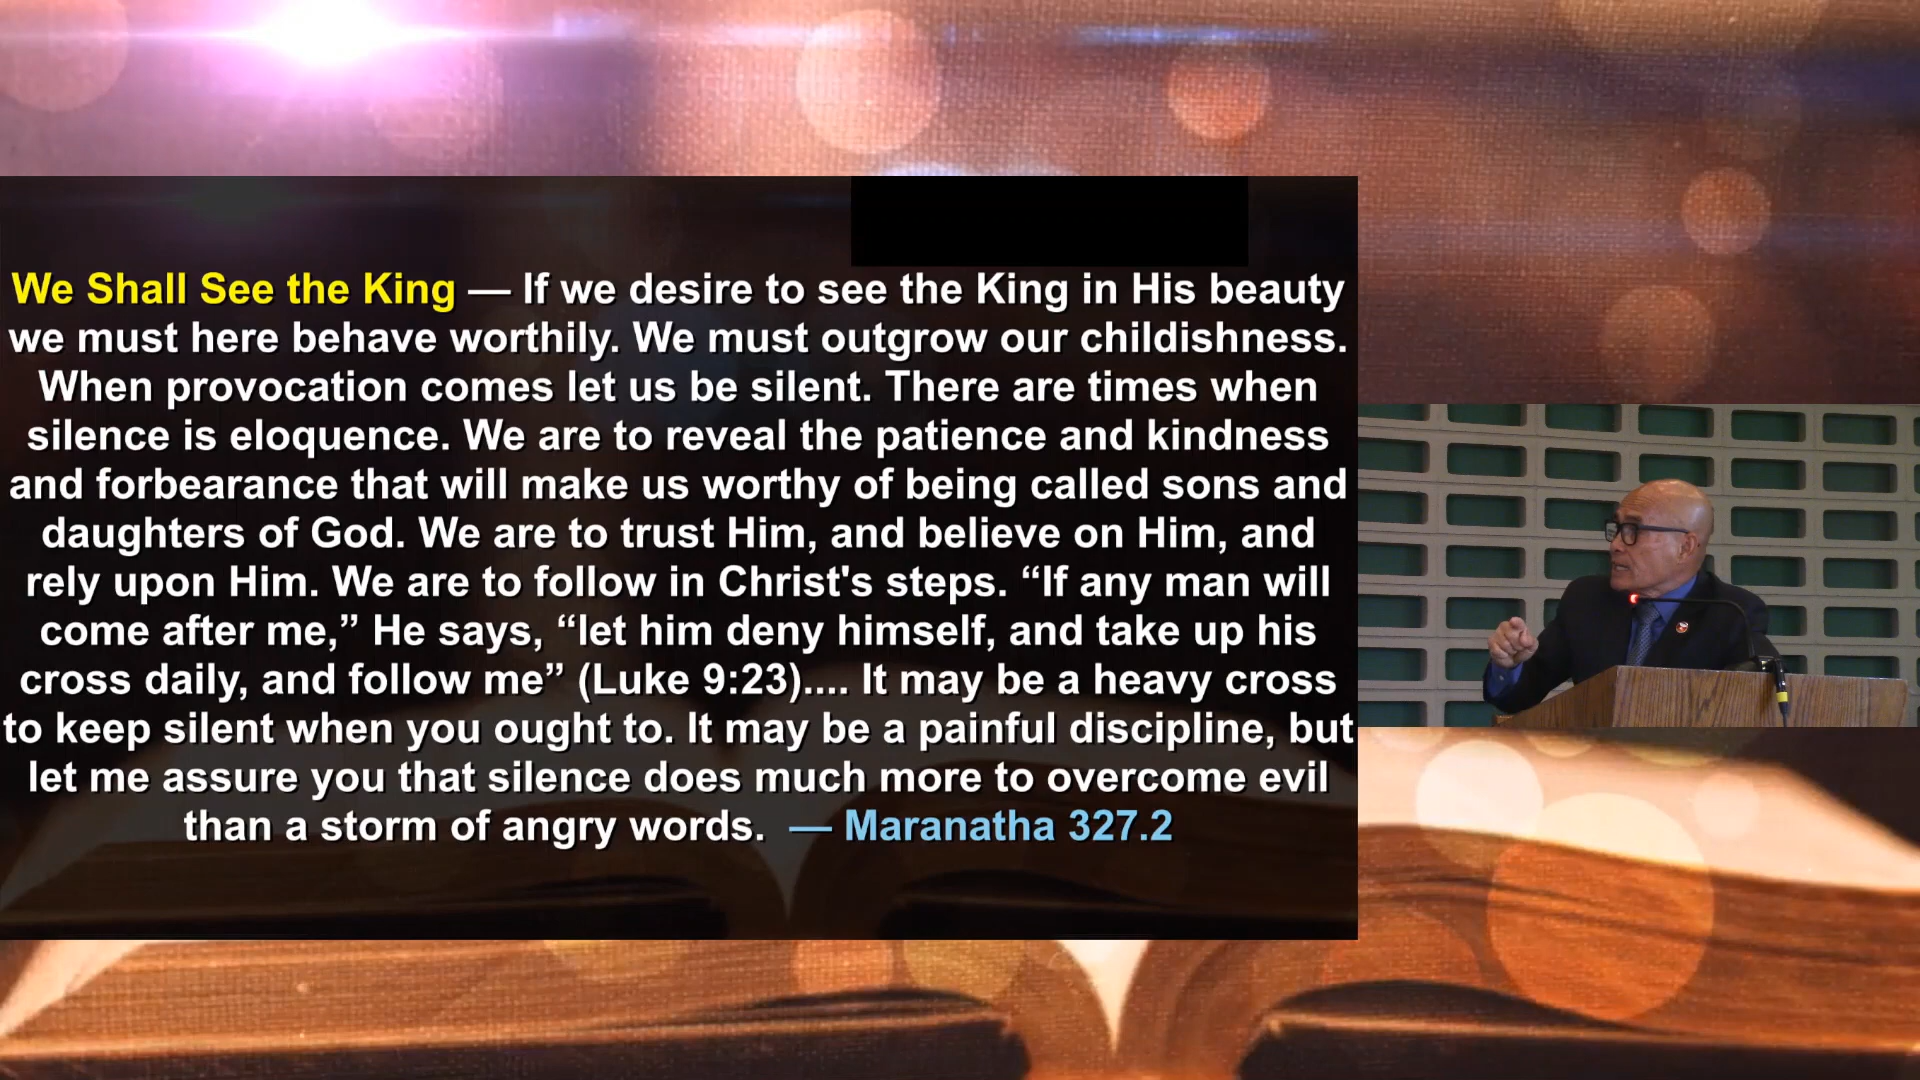 We Shall See the King — If we desire to see the King in His beauty
we must here behave worthily. We must outgrow our childishness.
When provocation comes let us be silent. There are times when
silence is eloquence. We are to reveal the patience and kindness
and forbearance that will make us worthy of being called sons and
daughters of God. We are to trust Him, and believe on Him, and
rely upon Him. We are to follow in Christ's steps. “If any man will
come after me,” He says, “let him deny himself, and take up his
cross daily, and follow me” (Luke 9:23).... It may be a heavy cross
to keep silent when you ought to. It may be a painful discipline, but
let me assure you that silence does much more to overcome evil
than a storm of angry words. — Maranatha 327.2